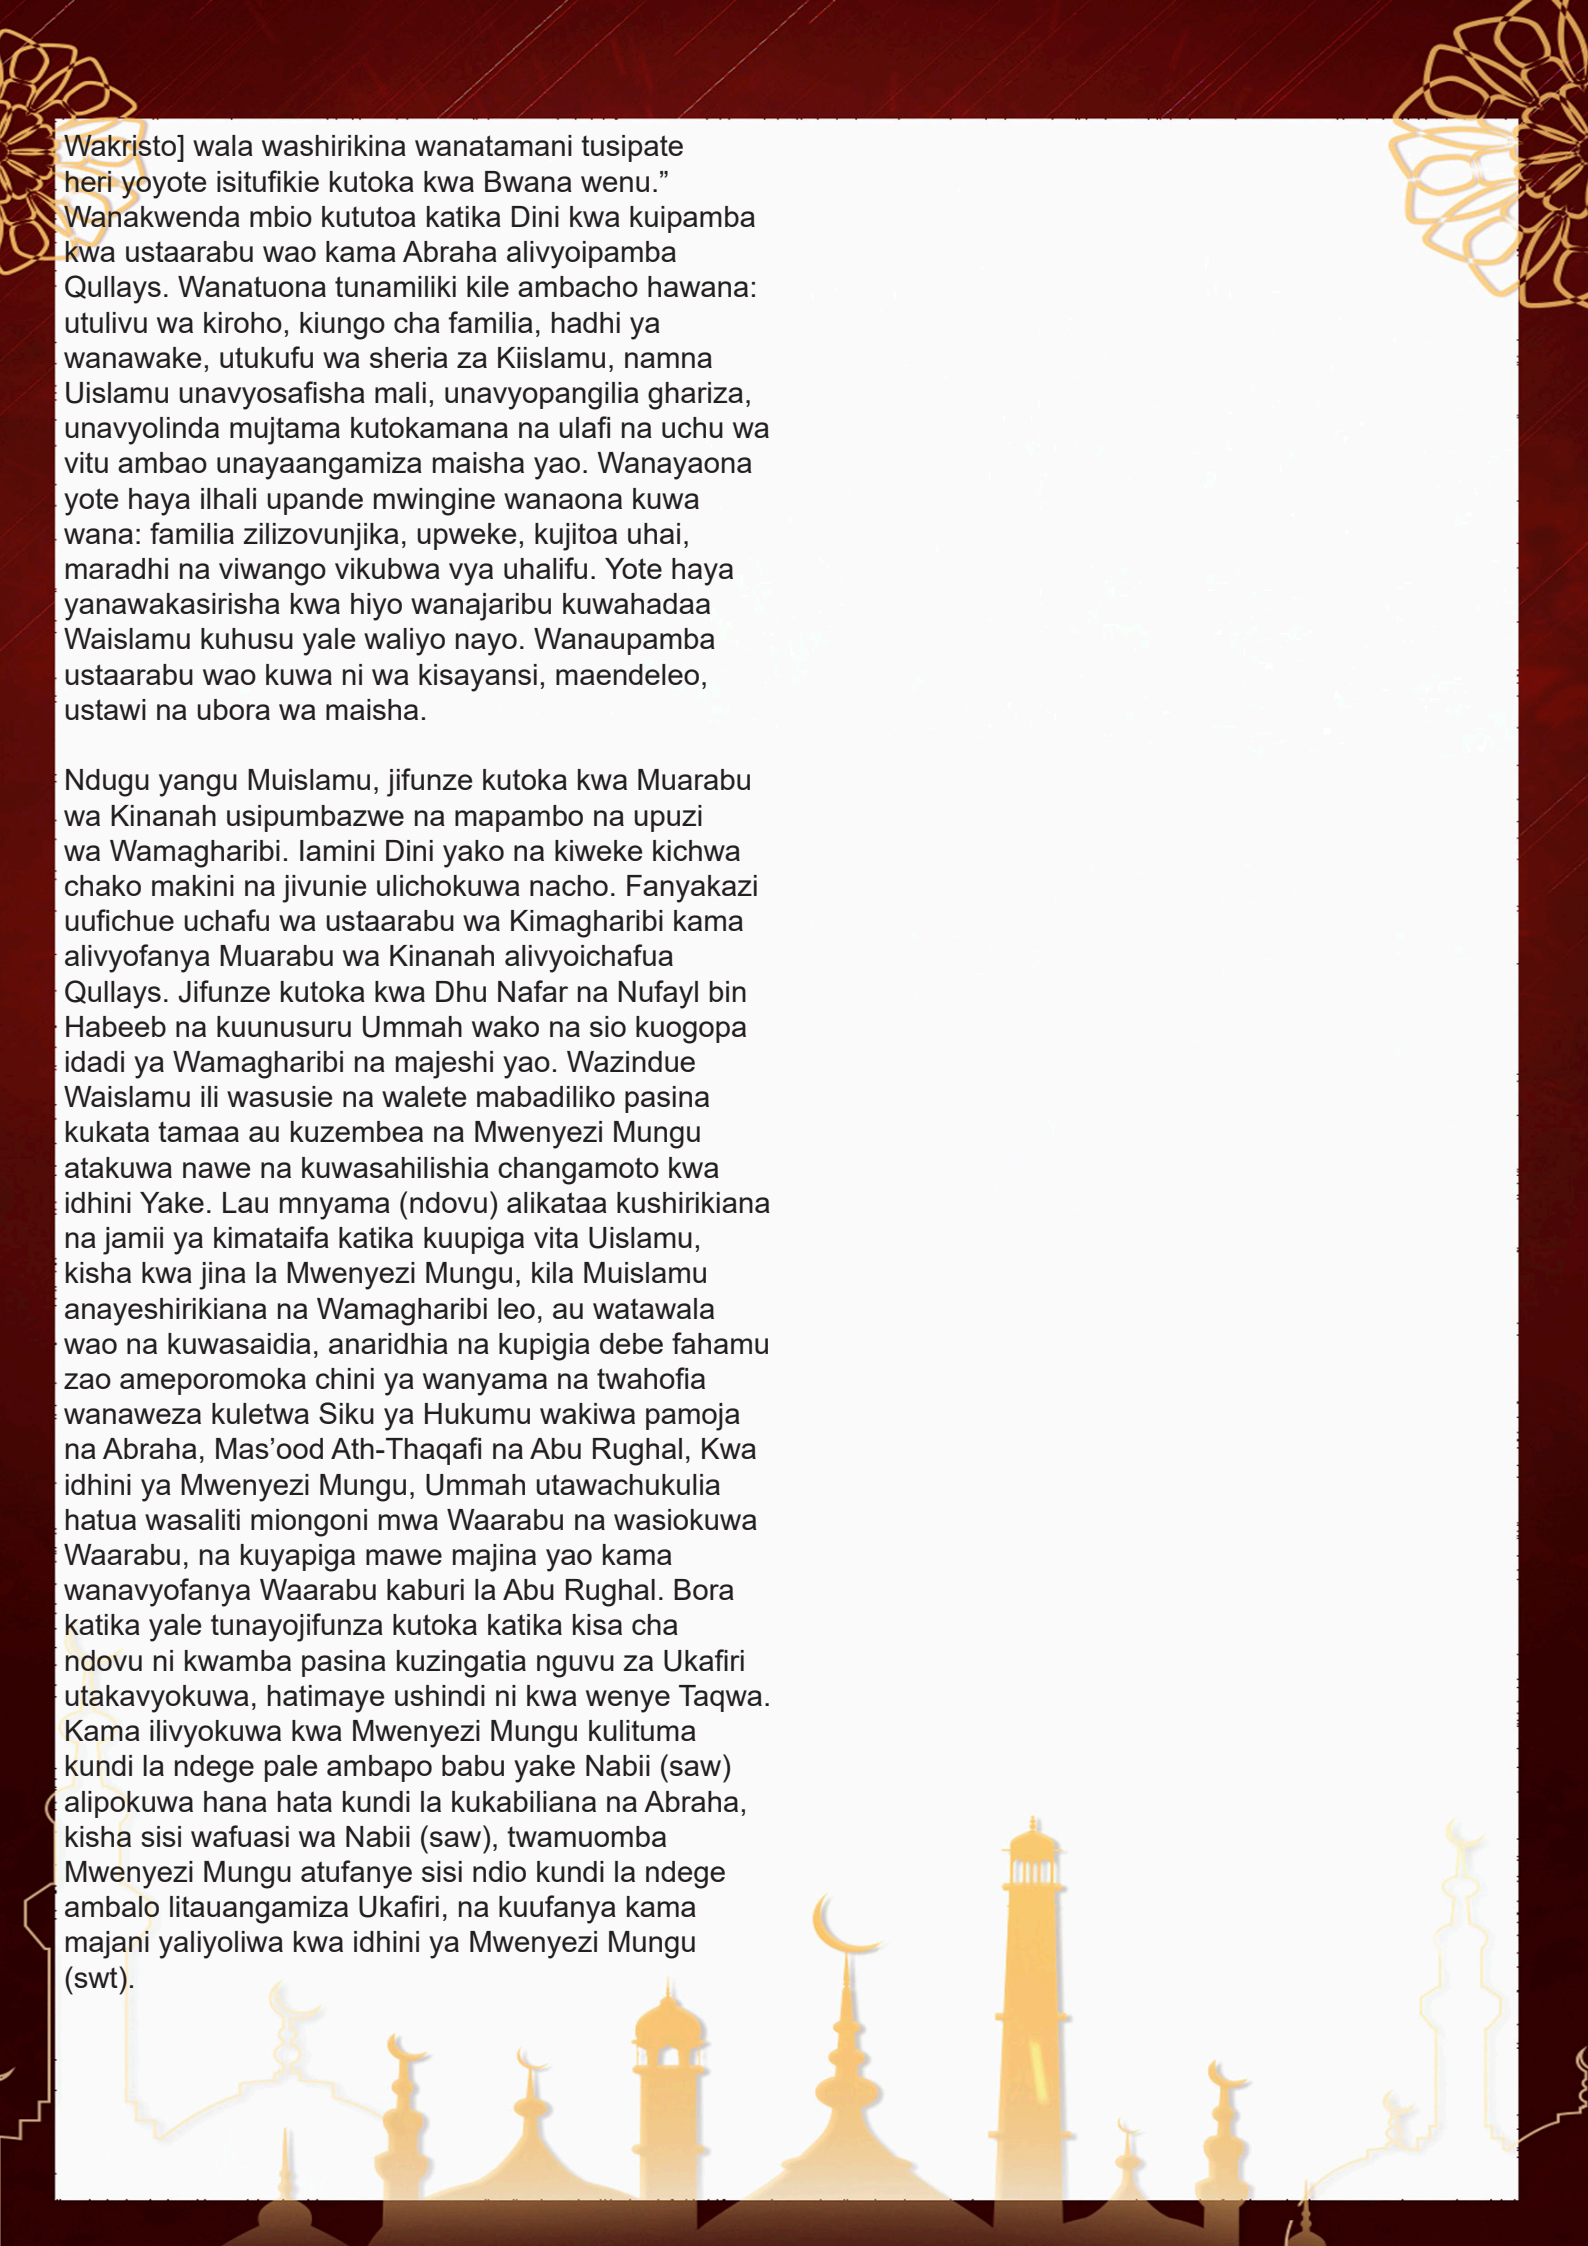 Wakristo] wala washirikina wanatamani tusipate
heri yoyote isitufikie kutoka kwa Bwana wenu.”
Wanakwenda mbio kututoa katika Dini kwa kuipamba
kwa ustaarabu wao kama Abraha alivyoipamba
Qullays. Wanatuona tunamiliki kile ambacho hawana:
utulivu wa kiroho, kiungo cha familia, hadhi ya
wanawake, utukufu wa sheria za Kiislamu, namna
Uislamu unavyosafisha mali, unavyopangilia ghariza,
unavyolinda mujtama kutokamana na ulafi na uchu wa
vitu ambao unayaangamiza maisha yao. Wanayaona
yote haya ilhali upande mwingine wanaona kuwa
wana: familia zilizovunjika, upweke, kujitoa uhai,
maradhi na viwango vikubwa vya uhalifu. Yote haya
yanawakasirisha kwa hiyo wanajaribu kuwahadaa
Waislamu kuhusu yale waliyo nayo. Wanaupamba
ustaarabu wao kuwa ni wa kisayansi, maendeleo,
ustawi na ubora wa maisha.
Ndugu yangu Muislamu, jifunze kutoka kwa Muarabu
wa Kinanah usipumbazwe na mapambo na upuzi
wa Wamagharibi. Iamini Dini yako na kiweke kichwa
chako makini na jivunie ulichokuwa nacho. Fanyakazi
uufichue uchafu wa ustaarabu wa Kimagharibi kama
alivyofanya Muarabu wa Kinanah alivyoichafua
Qullays. Jifunze kutoka kwa Dhu Nafar na Nufayl bin
Habeeb na kuunusuru Ummah wako na sio kuogopa
idadi ya Wamagharibi na majeshi yao. Wazindue
Waislamu ili wasusie na walete mabadiliko pasina
kukata tamaa au kuzembea na Mwenyezi Mungu
atakuwa nawe na kuwasahilishia changamoto kwa
idhini Yake. Lau mnyama (ndovu) alikataa kushirikiana
na jamii ya kimataifa katika kuupiga vita Uislamu,
kisha kwa jina la Mwenyezi Mungu, kila Muislamu
anayeshirikiana na Wamagharibi leo, au watawala
wao na kuwasaidia, anaridhia na kupigia debe fahamu
zao ameporomoka chini ya wanyama na twahofia
wanaweza kuletwa Siku ya Hukumu wakiwa pamoja
na Abraha, Mas’ood Ath-Thaqafi na Abu Rughal, Kwa
idhini ya Mwenyezi Mungu, Ummah utawachukulia
hatua wasaliti miongoni mwa Waarabu na wasiokuwa
Waarabu, na kuyapiga mawe majina yao kama
wanavyofanya Waarabu kaburi la Abu Rughal. Bora
katika yale tunayojifunza kutoka katika kisa cha
ndovu ni kwamba pasina kuzingatia nguvu za Ukafiri
utakavyokuwa, hatimaye ushindi ni kwa wenye Taqwa.
Kama ilivyokuwa kwa Mwenyezi Mungu kulituma
kundi la ndege pale ambapo babu yake Nabii (saw)
alipokuwa hana hata kundi la kukabiliana na Abraha,
kisha sisi wafuasi wa Nabii (saw), twamuomba
Mwenyezi Mungu atufanye sisi ndio kundi la ndege
ambalo litauangamiza Ukafiri, na kuufanya kama
majani yaliyoliwa kwa idhini ya Mwenyezi Mungu
(swt).